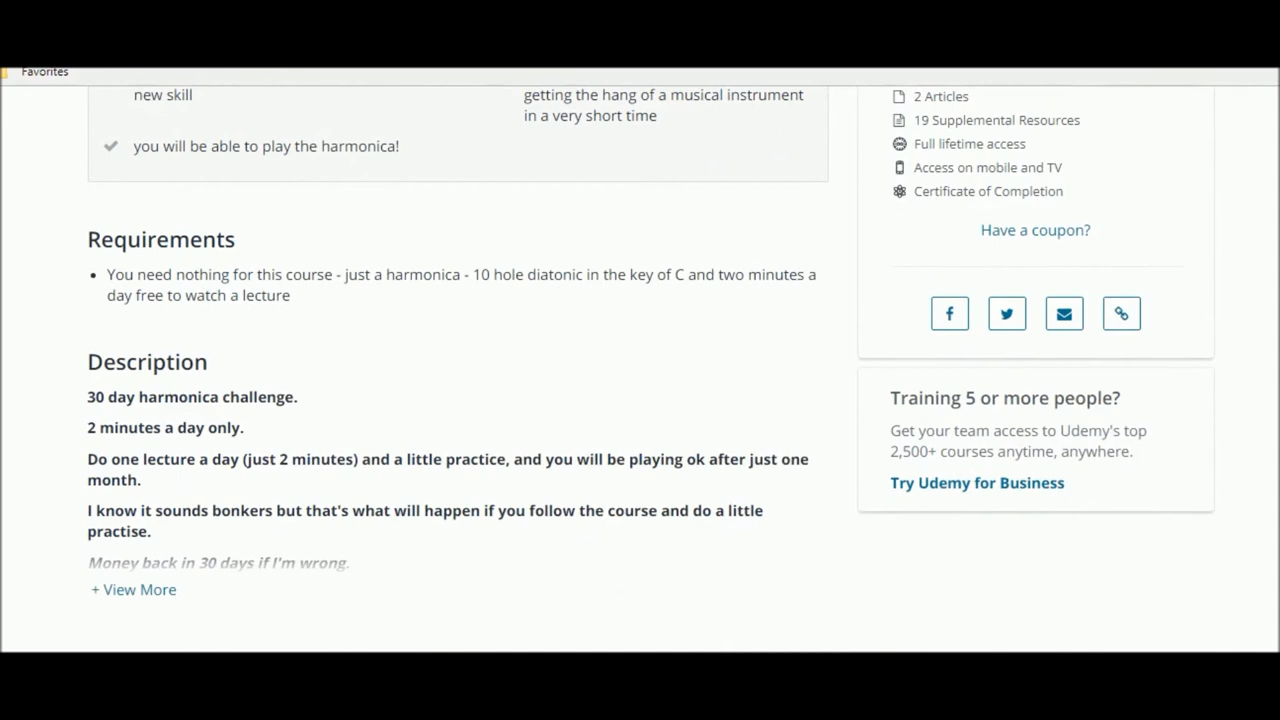 Favorites
new skill
getting the hang of a musical instrument
in a very short time
you will be able to play the harmonica!
Requirements
You need nothing for this course - just a harmonica - 10 hole diatonic in the key of C and two minutes a
day free to watch a lecture
Description
30 day harmonica challenge.
2 minutes a day only.
Do one lecture a day (just 2 minutes) and a little practice, and you will be playing ok after just one
month.
I know it sounds bonkers but that's what will happen if you follow the course and do a little
practise.
Money back in 30 days if I'm wrong.
+ View More
2 Articles
19 Supplemental Resources
Full lifetime access
Access on mobile and TV
Certificate of Completion
Have a coupon?
Training 5 or more people?
Get your team access to Udemy's top
2,500+ courses anytime, anywhere.
Try Udemy for Business